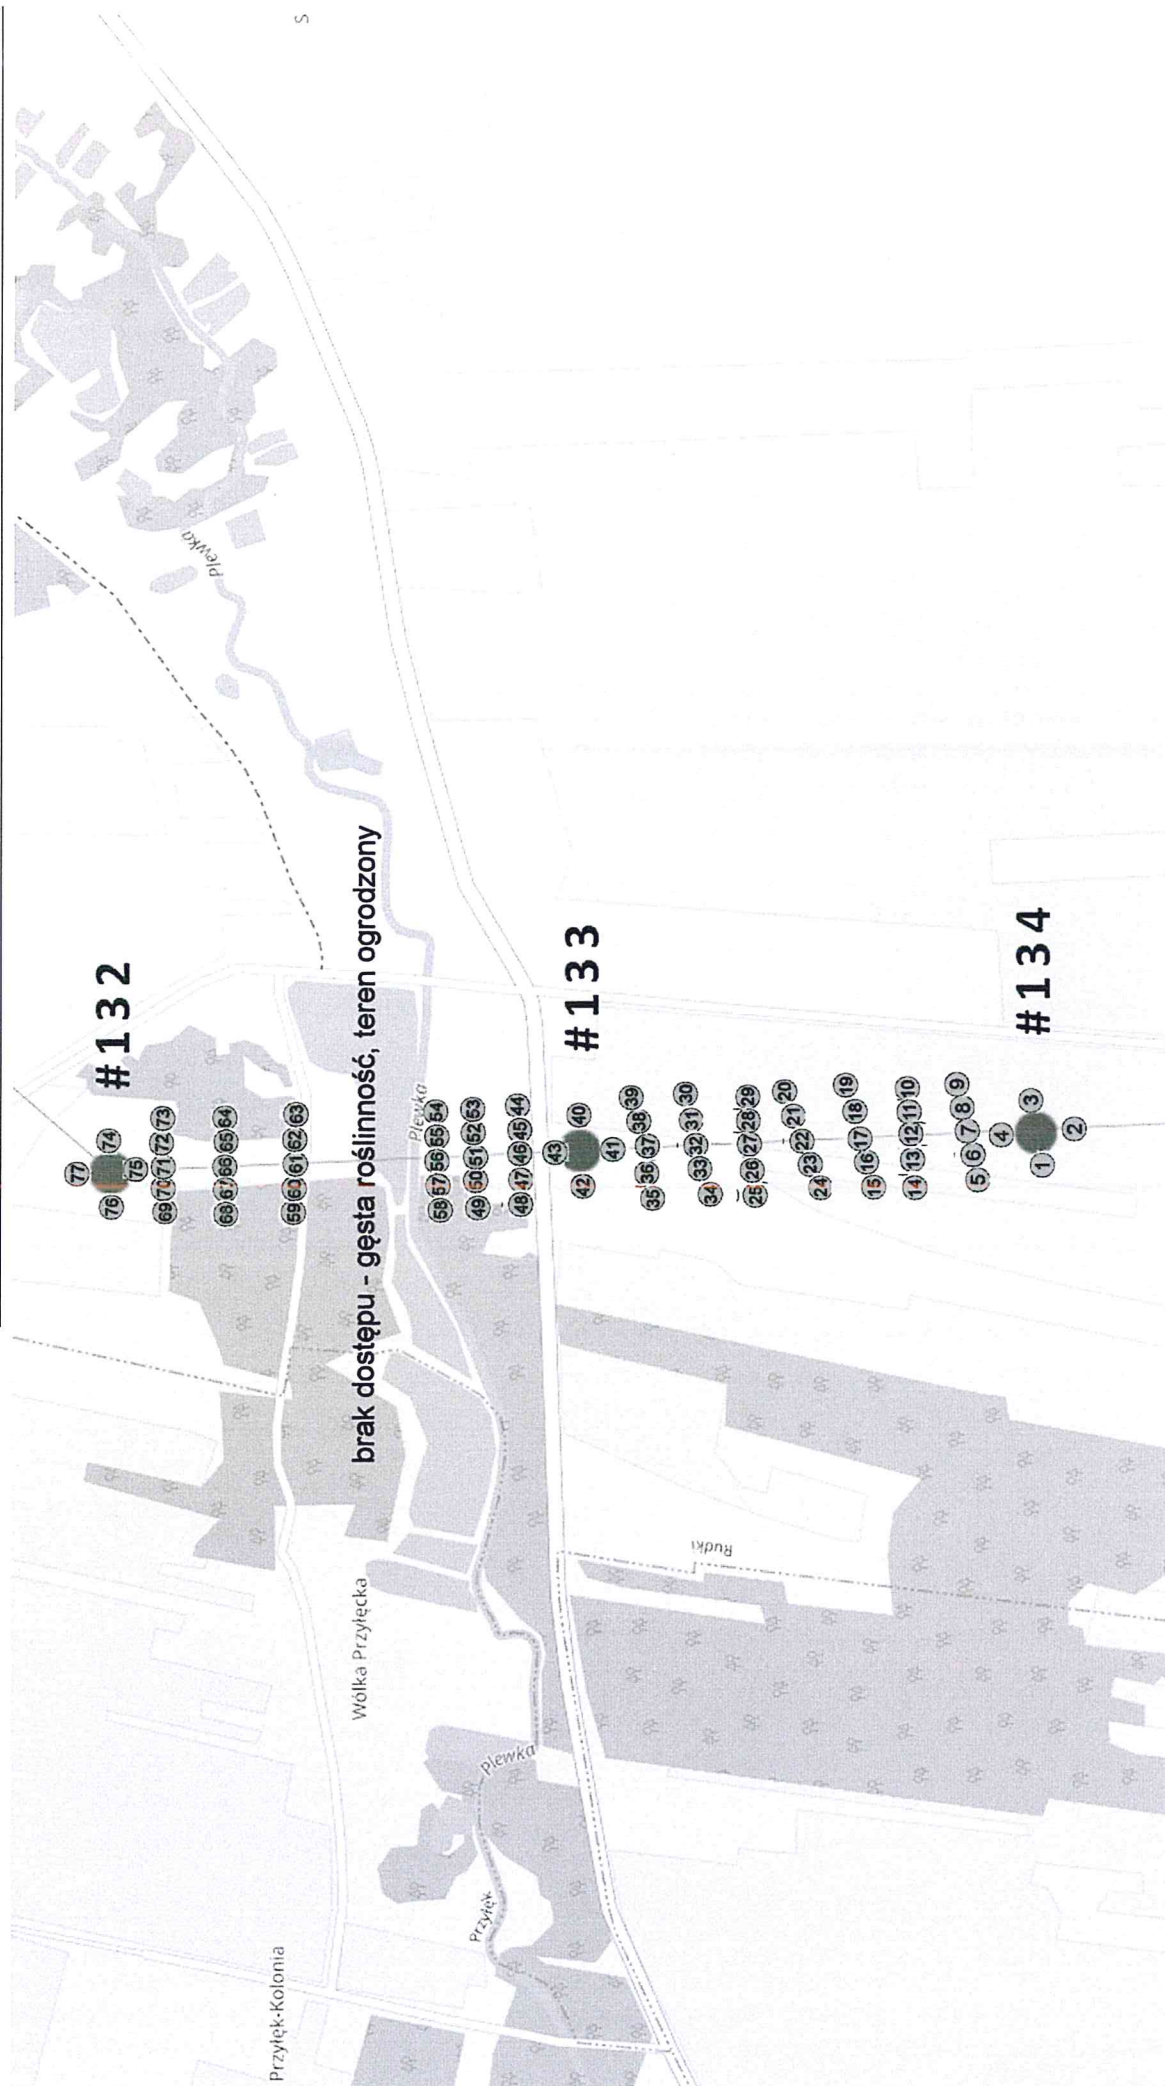 77
76 74
#132
75
69 70 71 72 73
68 67 66 65 64
Plewka
Przyłęk-Kolonia
59 60 61 62 63
S
Wólka Przyłęcka
brak dostępu - gęsta roślinność, teren ogrodzony
Plewka
58 57 56 55 54
49 50 51 52 53
Przyłęk
Plewka
48 47 46 45 44
43
42 40
#133
41
35 36 37 38 39
34 33 32 31 30
Rudki
25 26 27 28 29
24 23 22 21 20
15 16 17 18 19
14 13 12 11 10
5 6 7 8 9
4
1 3
#134
2